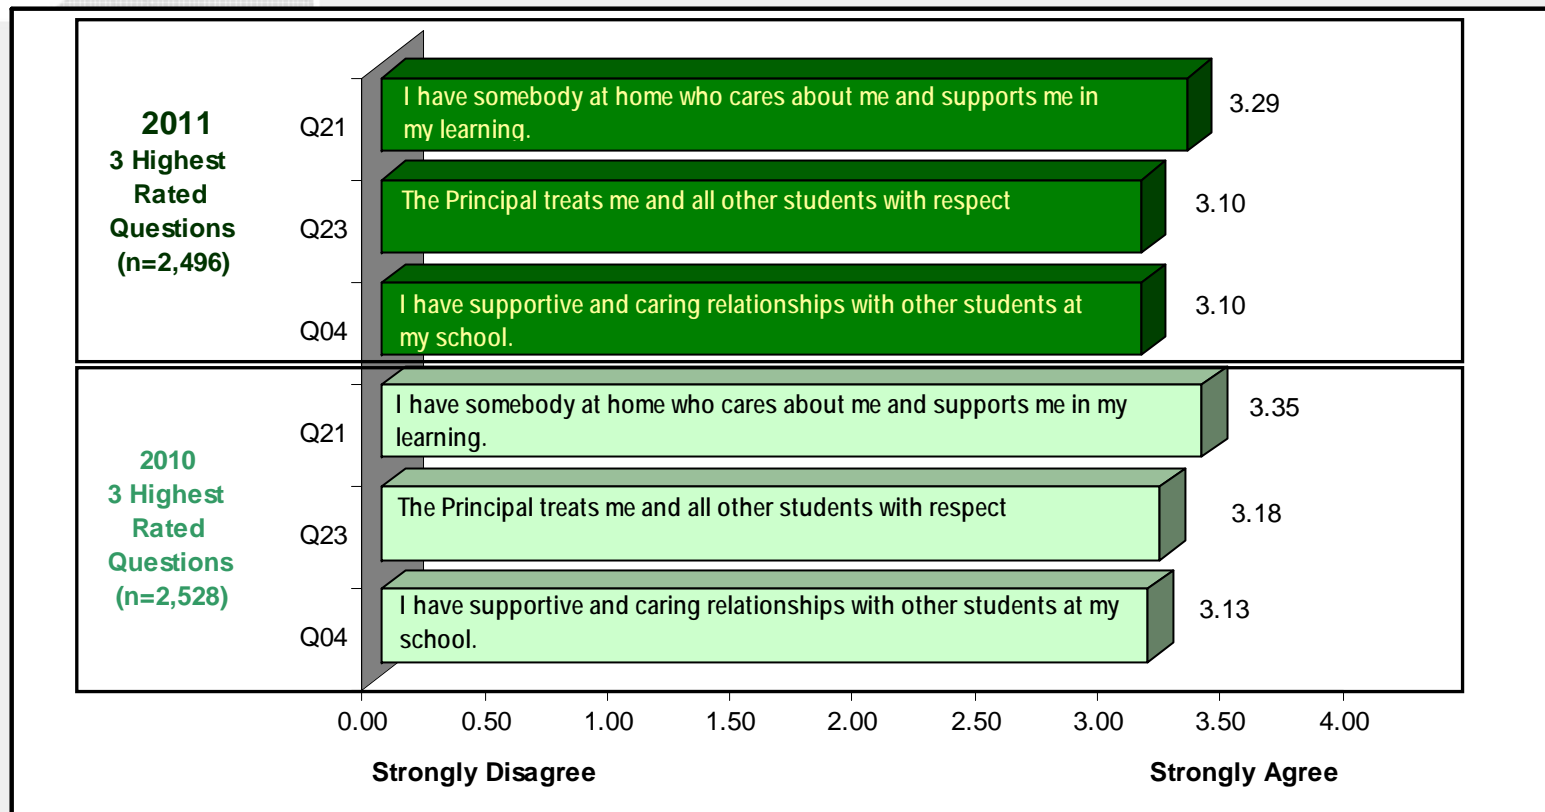 2011
3 Highest
Rated
Questions
(n=2,496)
Q21
I have somebody at home who cares about me and supports me in
my learning.
3.29
Q23
The Principal treats me and all other students with respect
3.10
Q04
I have supportive and caring relationships with other students at
my school.
3.10
2010
3 Highest
Rated
Questions
(n=2,528)
Q21
I have somebody at home who cares about me and supports me in my
learning.
3.35
Q23
The Principal treats me and all other students with respect
3.18
Q04
I have supportive and caring relationships with other students at my
school.
3.13
0.00 0.50 1.00 1.50 2.00 2.50 3.00 3.50 4.00
Strongly Disagree Strongly Agree